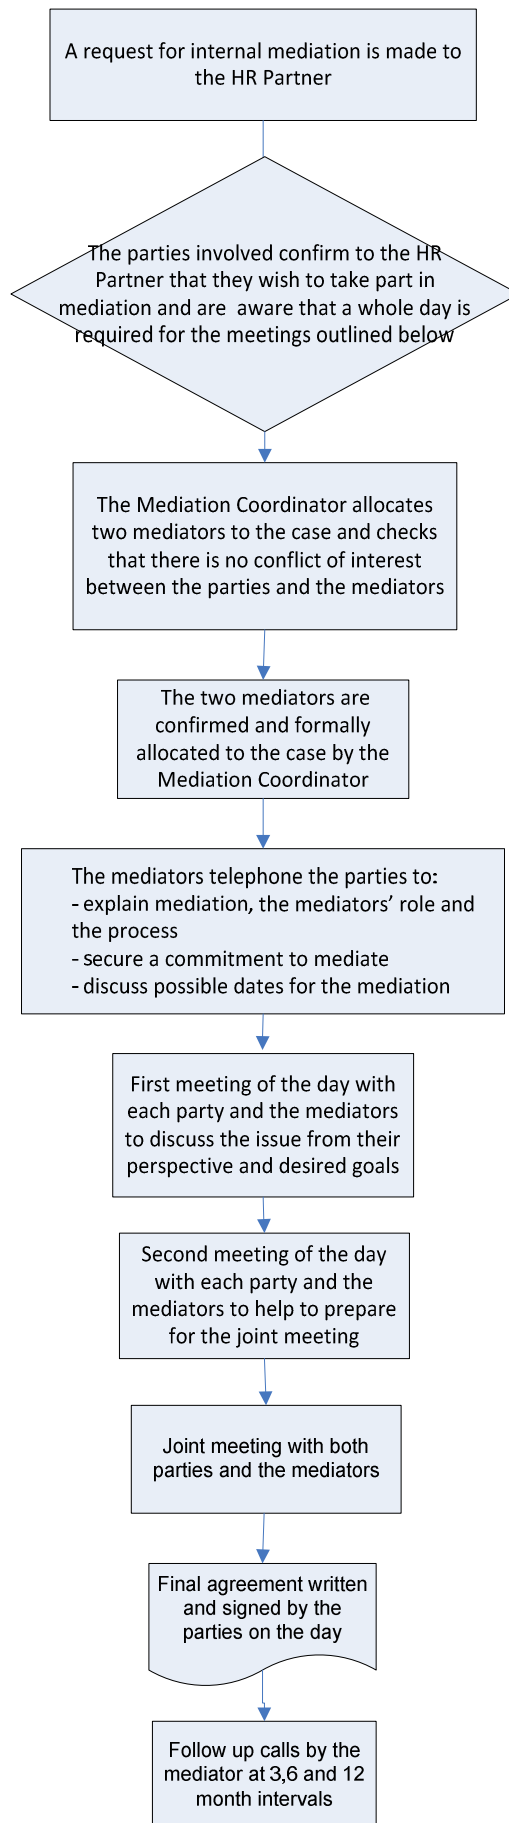 A request for internal mediation is made to
the HR Partner
The parties involved confirm to the HR
Partner that they wish to take part in
mediation and are  aware that a whole day is
required for the meetings outlined below
The Mediation Coordinator allocates
two mediators to the case and checks
that there is no conflict of interest
between the parties and the mediators
The two mediators are
confirmed and formally
allocated to the case by the
Mediation Coordinator
The mediators telephone the parties to:
- explain mediation, the mediators’ role and
the process
- secure a commitment to mediate
- discuss possible dates for the mediation
First meeting of the day with
each party and the mediators
to discuss the issue from their
perspective and desired goals
Second meeting of the day
with each party and the
mediators to help to prepare
for the joint meeting
Joint meeting with both
parties and the mediators
Final agreement written
and signed by the
parties on the day
Follow up calls by the
mediator at 3,6 and 12
month intervals